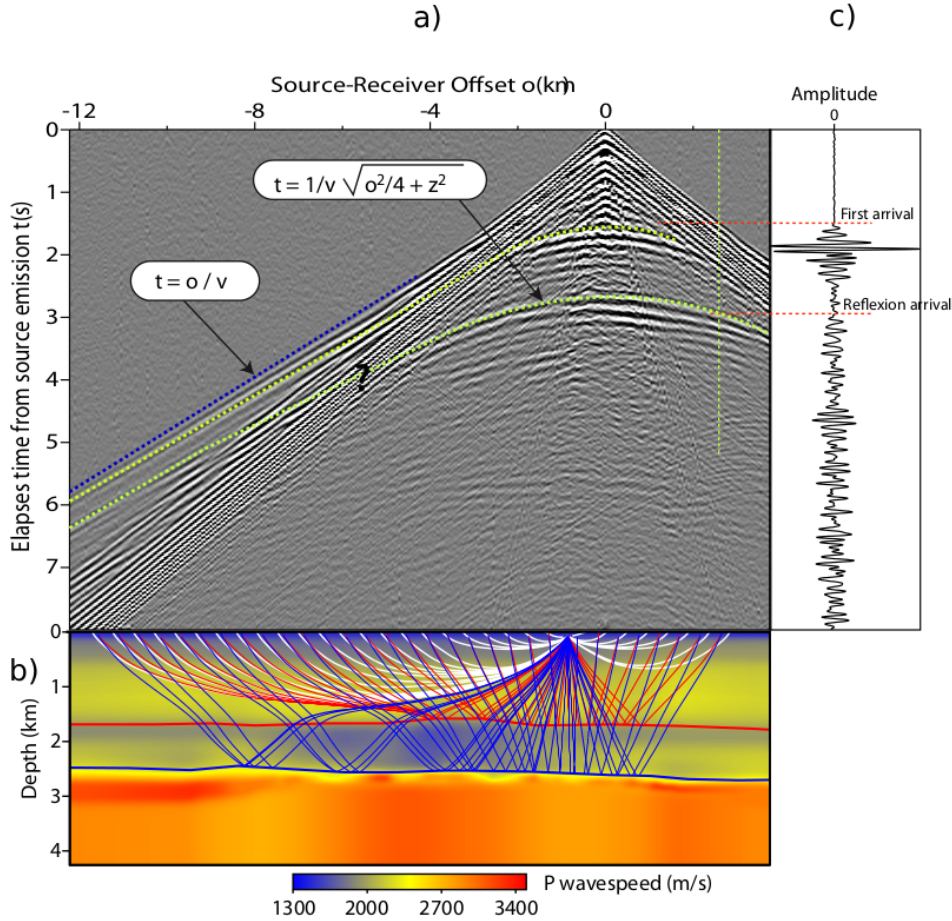 a)
c)
Source-Receiver Offset o(km)
Amplitude
-12
-8
-4
0
0
0
1
2
3
4
5
6
7
Elapses time from source emission t(s)
t = 1/v √o²/4 + z²
t = o / v
?
First arrival
Reflexion arrival
b)
0
1
2
3
4
Depth (km)
P wavespeed (m/s)
1300
2000
2700
3400